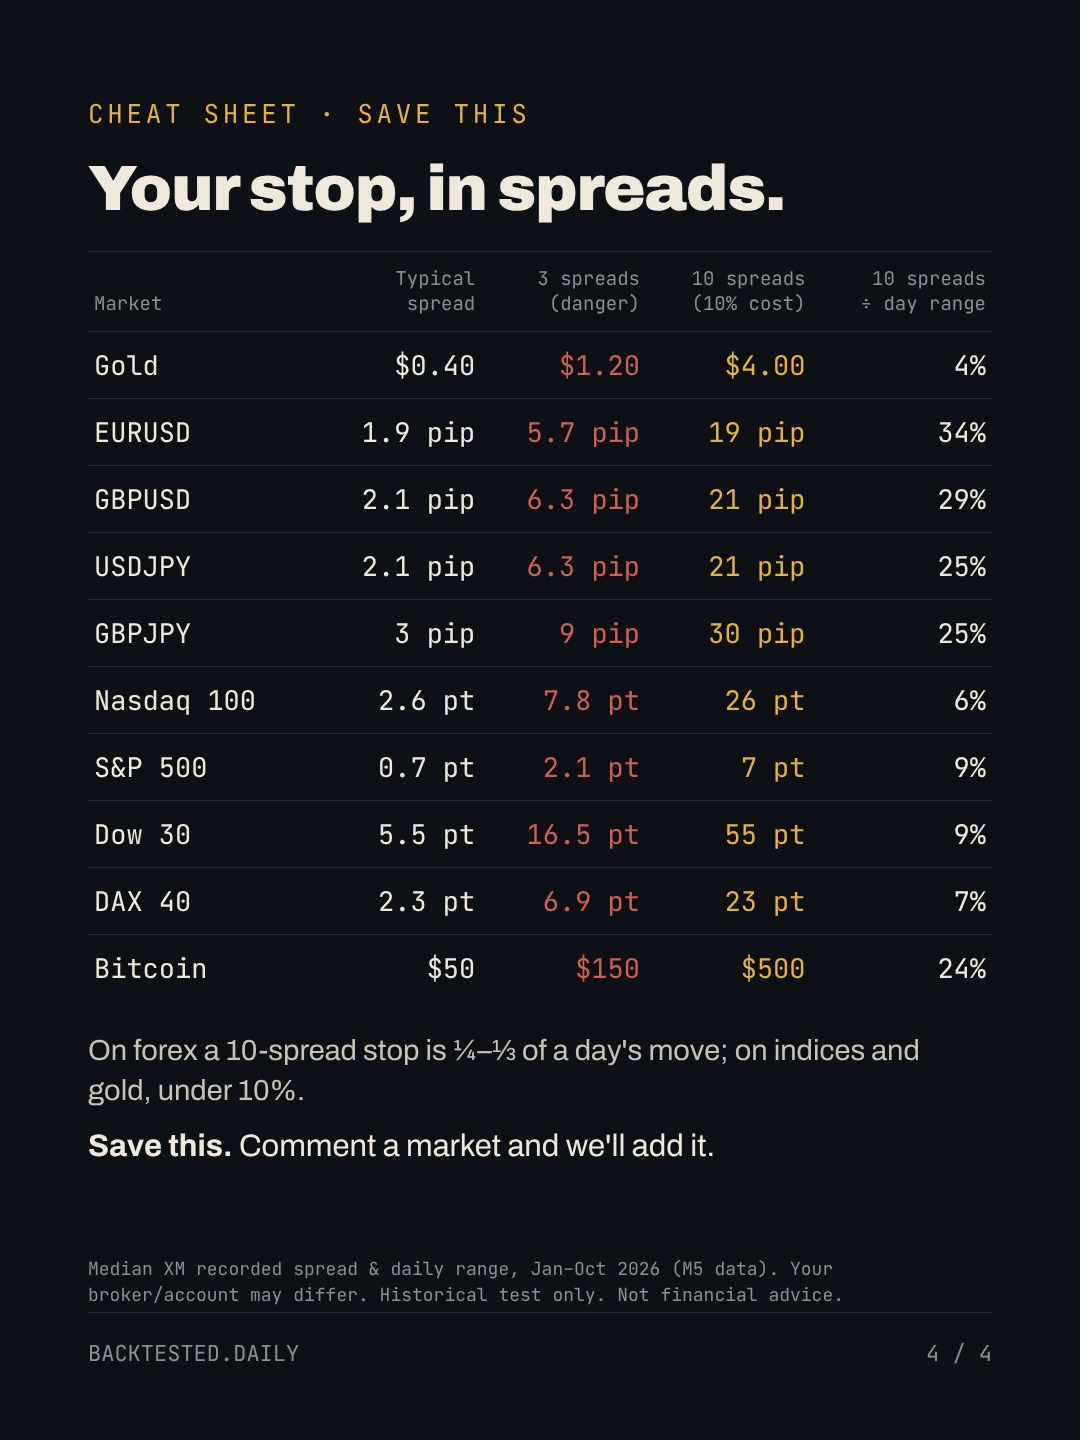 CHEAT SHEET · SAVE THIS
Your stop, in spreads.
Market Typical spread 3 spreads (danger) 10 spreads (10% cost) 10 spreads ÷ day range
Gold $0.40 $1.20 $4.00 4%
EURUSD 1.9 pip 5.7 pip 19 pip 34%
GBPUSD 2.1 pip 6.3 pip 21 pip 29%
USDJPY 2.1 pip 6.3 pip 21 pip 25%
GBPJPY 3 pip 9 pip 30 pip 25%
Nasdaq 100 2.6 pt 7.8 pt 26 pt 6%
S&P 500 0.7 pt 2.1 pt 7 pt 9%
Dow 30 5.5 pt 16.5 pt 55 pt 9%
DAX 40 2.3 pt 6.9 pt 23 pt 7%
Bitcoin $50 $150 $500 24%
On forex a 10-spread stop is ¼–⅓ of a day's move; on indices and
gold, under 10%.
Save this. Comment a market and we'll add it.
Median XM recorded spread & daily range, Jan–Oct 2026 (M5 data). Your
broker/account may differ. Historical test only. Not financial advice.
BACKTESTED.DAILY 4 / 4